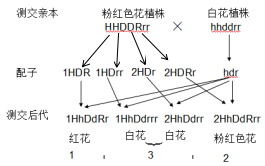 测交亲本 粉红色花植株 × 白花植株
HHDDRrr hhddrr
配子 1HDR 1HDrr 2HDr 2HDRr hdr
测交后代 1HhDdRr 1HhDdrrr 2HhDdrr 2HhDdRrr
红花 白花 白花 粉红色花
1 : 3 : 2